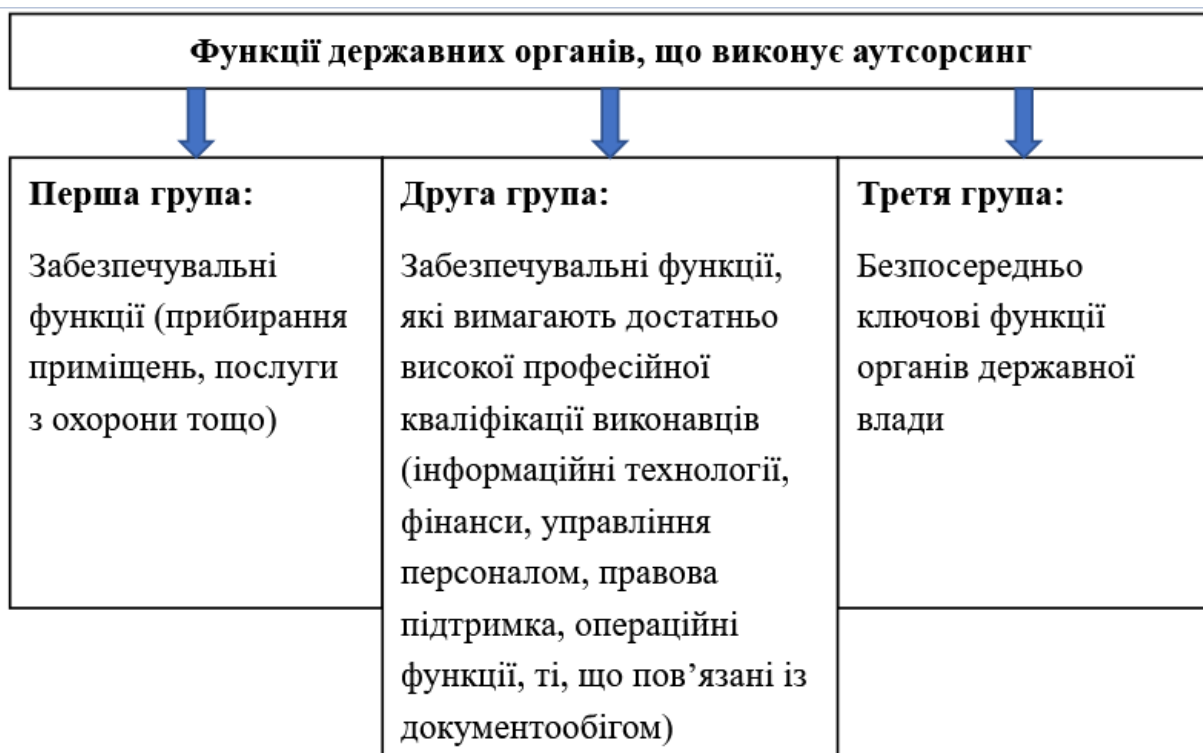 Функції державних органів, що виконує аутсорсинг
Перша група:
Забезпечувальні
функції (прибирання
приміщень, послуги
з охорони тощо)
Друга група:
Забезпечувальні функції,
які вимагають достатньо
високої професійної
кваліфікації виконавців
(інформаційні технології,
фінанси, управління
персоналом, правова
підтримка, операційні
функції, ті, що пов’язані із
документообігом)
Третя група:
Безпосередньо
ключові функції
органів державної
влади